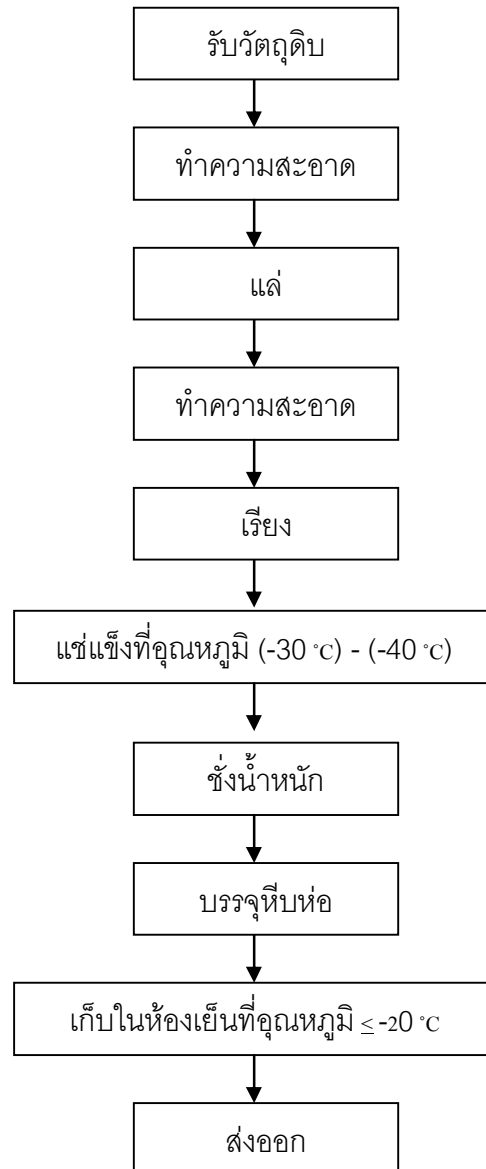 รับวัตถุดิบ
ทำความสะอาด
แล่
ทำความสะอาด
เรียง
แช่แข็งที่อุณหภูมิ (-30 °C) - (-40 °C)
ชั่งน้ำหนัก
บรรจุหีบห่อ
เก็บในห้องเย็นที่อุณหภูมิ ≤ -20 °C
ส่งออก